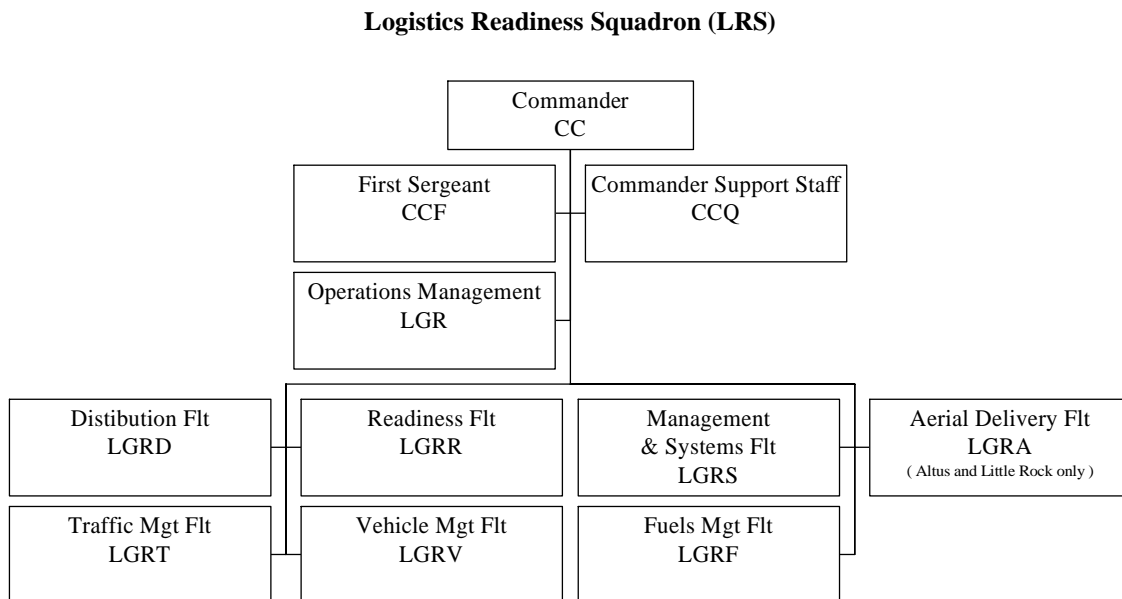 Logistics Readiness Squadron (LRS)
Commander
CC
First Sergeant
CCF
Commander Support Staff
CCQ
Operations Management
LGR
Distibution Flt
LGRD
Readiness Flt
LGRR
Management
& Systems Flt
LGRS
Aerial Delivery Flt
LGRA
( Altus and Little Rock only )
Traffic Mgt Flt
LGRT
Vehicle Mgt Flt
LGRV
Fuels Mgt Flt
LGRF